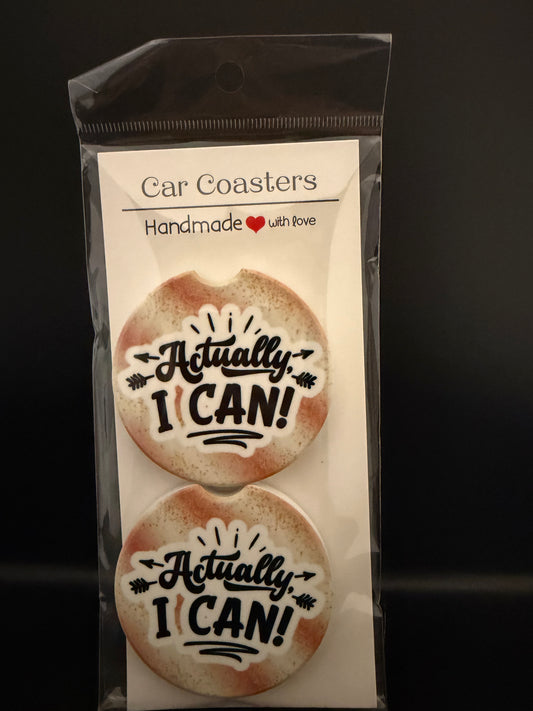 Car Coasters
Handmade with love
Actually,
I CAN!
Actually,
I CAN!